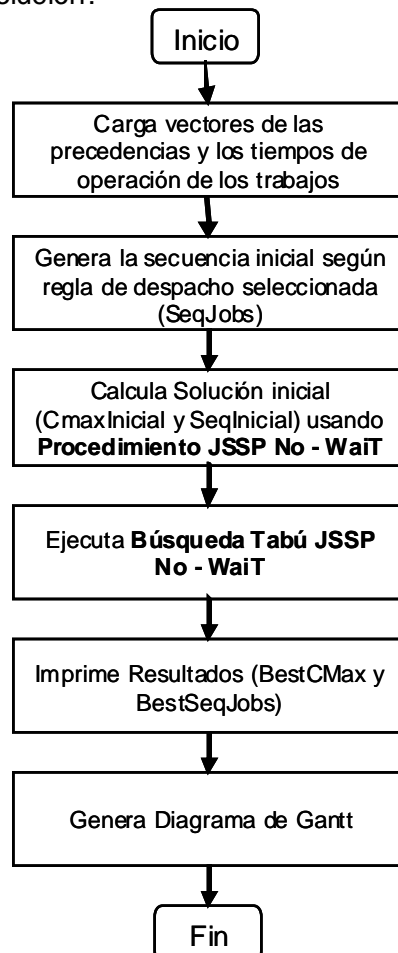 Inicio
Carga vectores de las
precedencias y los tiempos de
operación de los trabajos
Genera la secuencia inicial según
regla de despacho seleccionada
(SeqJobs)
Calcula Solución inicial
(CmaxInicial y SeqInicial) usando
Procedimiento JSSP No - WaiT
Ejecuta Búsqueda Tabú JSSP
No - WaiT
Imprime Resultados (BestCMax y
BestSeqJobs)
Genera Diagrama de Gantt
Fin